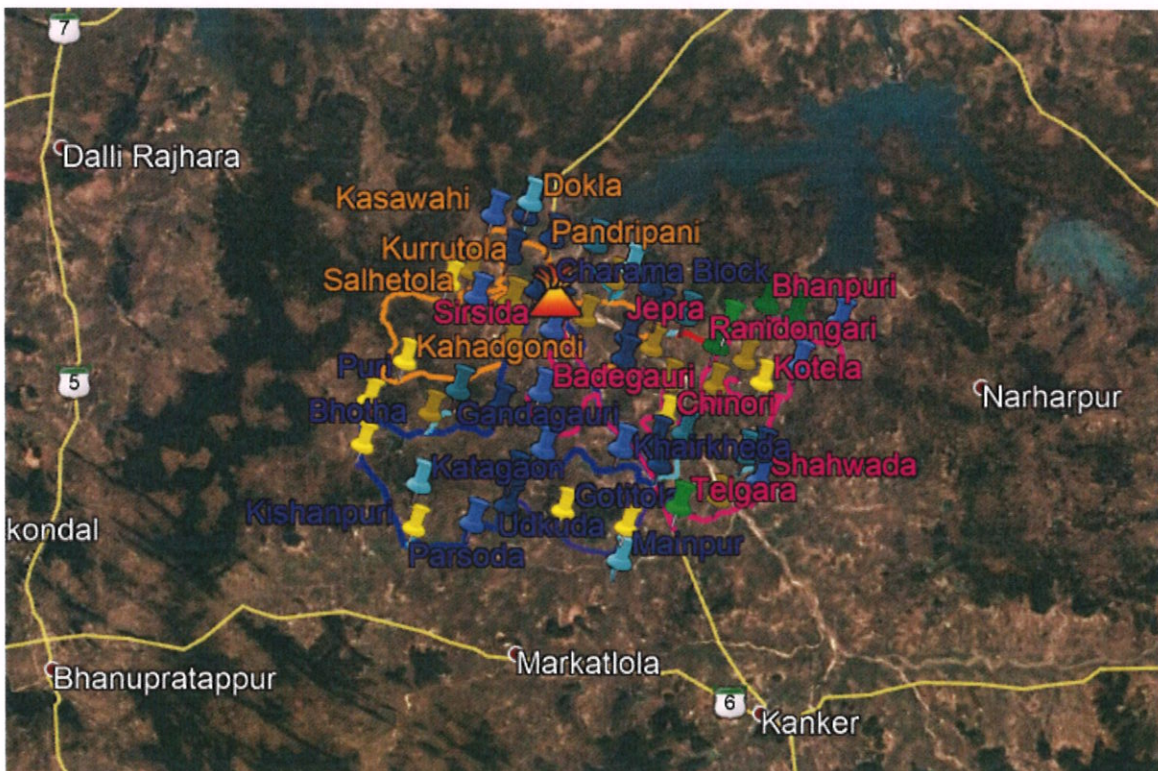 7
Dalli Rajhara
Kasawahi
Dokla
Kurrutola
Pandripani
Salhetola
Charama Block
Bhanpuri
Sirsida
Jepra
Ranidongari
Kahadgondi
Puri
Badegauri
Kotela
5
Narharpur
Bhotha
Gandagauri
Chinori
Khairkheda
Katagaon
Shahwada
Kishanpuri
Gotitola
Telgara
kondal
Udkuda
Parsoda
Mainpur
Markatlola
Bhanupratappur
6
Kanker